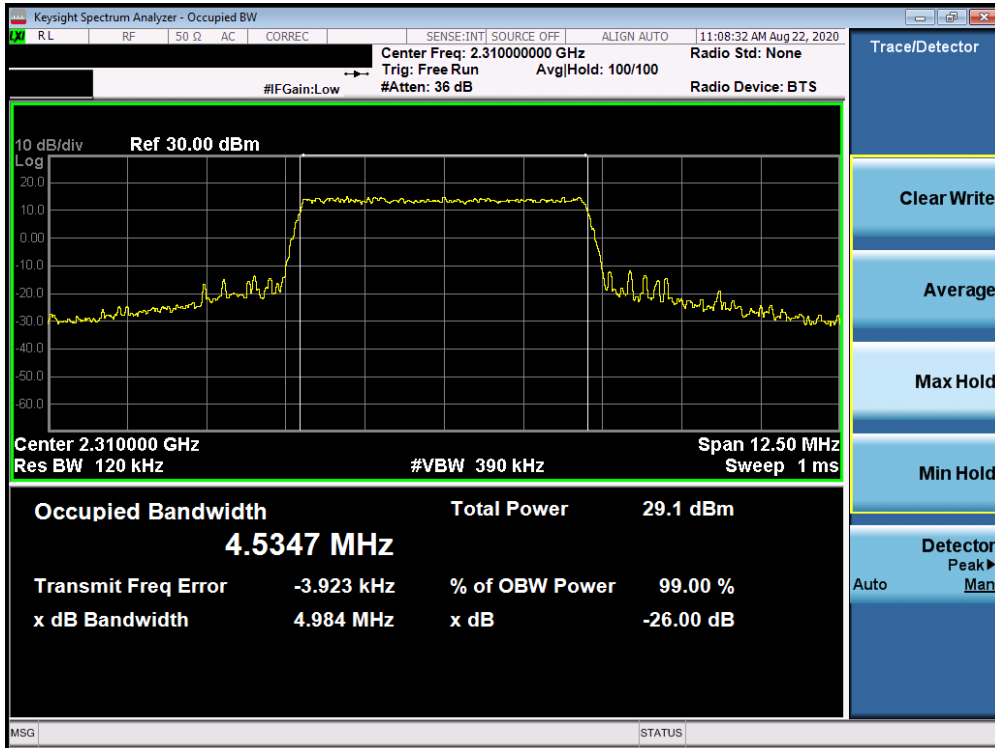 Keysight Spectrum Analyzer - Occupied BW
LXI RL RF 50 Ω AC CORREC SENSE:INT SOURCE OFF ALIGN AUTO 11:08:32 AM Aug 22, 2020
Center Freq: 2.310000000 GHz Radio Std: None
Trig: Free Run Avg|Hold: 100/100
#IFGain:Low #Atten: 36 dB Radio Device: BTS
Trace/Detector
10 dB/div Ref 30.00 dBm
Log
20.0
10.0
0.00
-10.0
-20.0
-30.0
-40.0
-50.0
-60.0
Center 2.310000 GHz Span 12.50 MHz
Res BW 120 kHz #VBW 390 kHz Sweep 1 ms
Occupied Bandwidth Total Power 29.1 dBm
4.5347 MHz
Transmit Freq Error -3.923 kHz % of OBW Power 99.00 %
x dB Bandwidth 4.984 MHz x dB -26.00 dB
Clear Write
Average
Max Hold
Min Hold
Detector
Peak▶
Auto Man
MSG STATUS